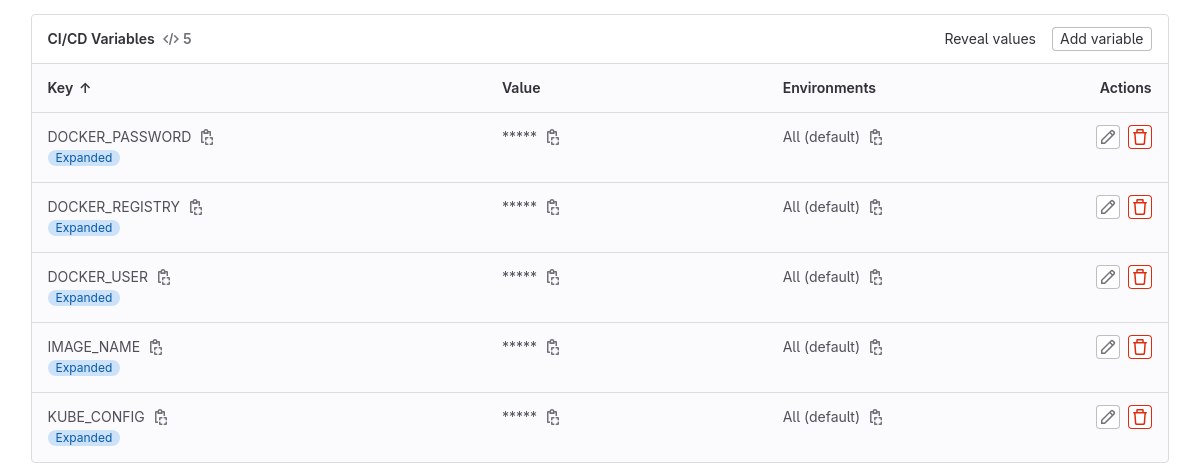 CI/CD Variables </> 5 Reveal values Add variable
Key ↑ Value Environments Actions
DOCKER_PASSWORD ***** All (default)
Expanded
DOCKER_REGISTRY ***** All (default)
Expanded
DOCKER_USER ***** All (default)
Expanded
IMAGE_NAME ***** All (default)
Expanded
KUBE_CONFIG ***** All (default)
Expanded